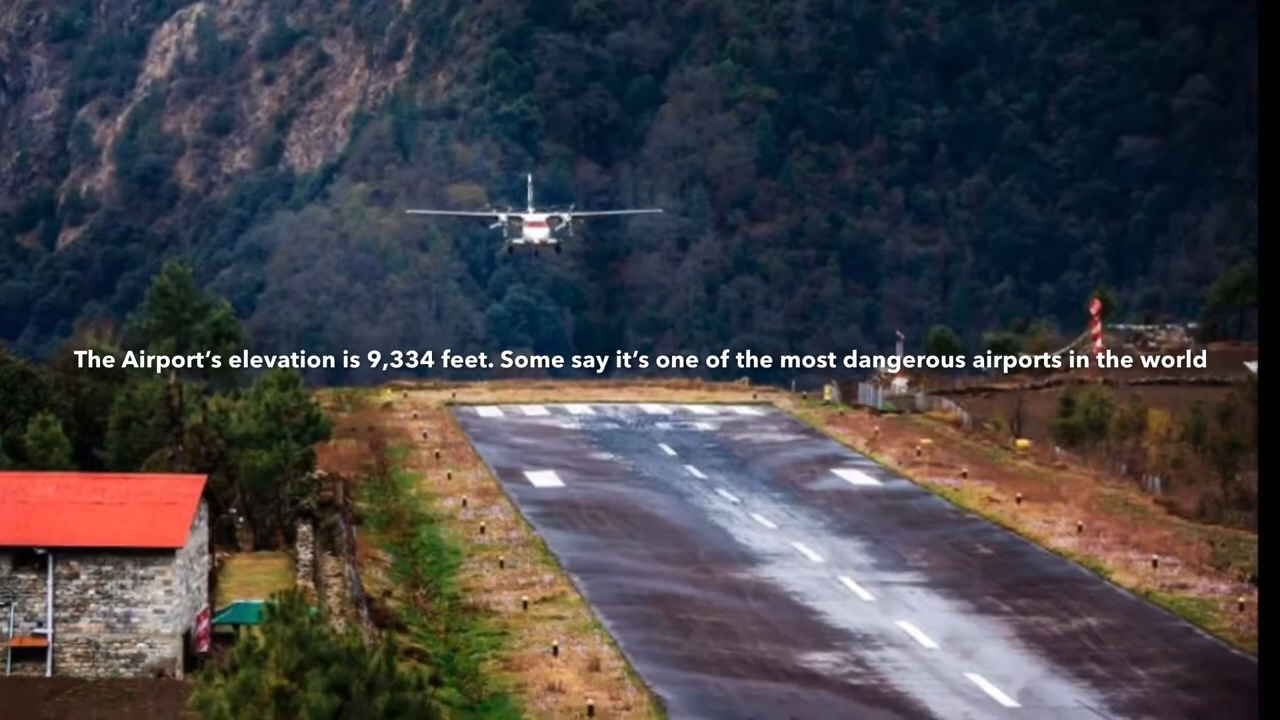 The Airport’s elevation is 9,334 feet. Some say it’s one of the most dangerous airports in the world